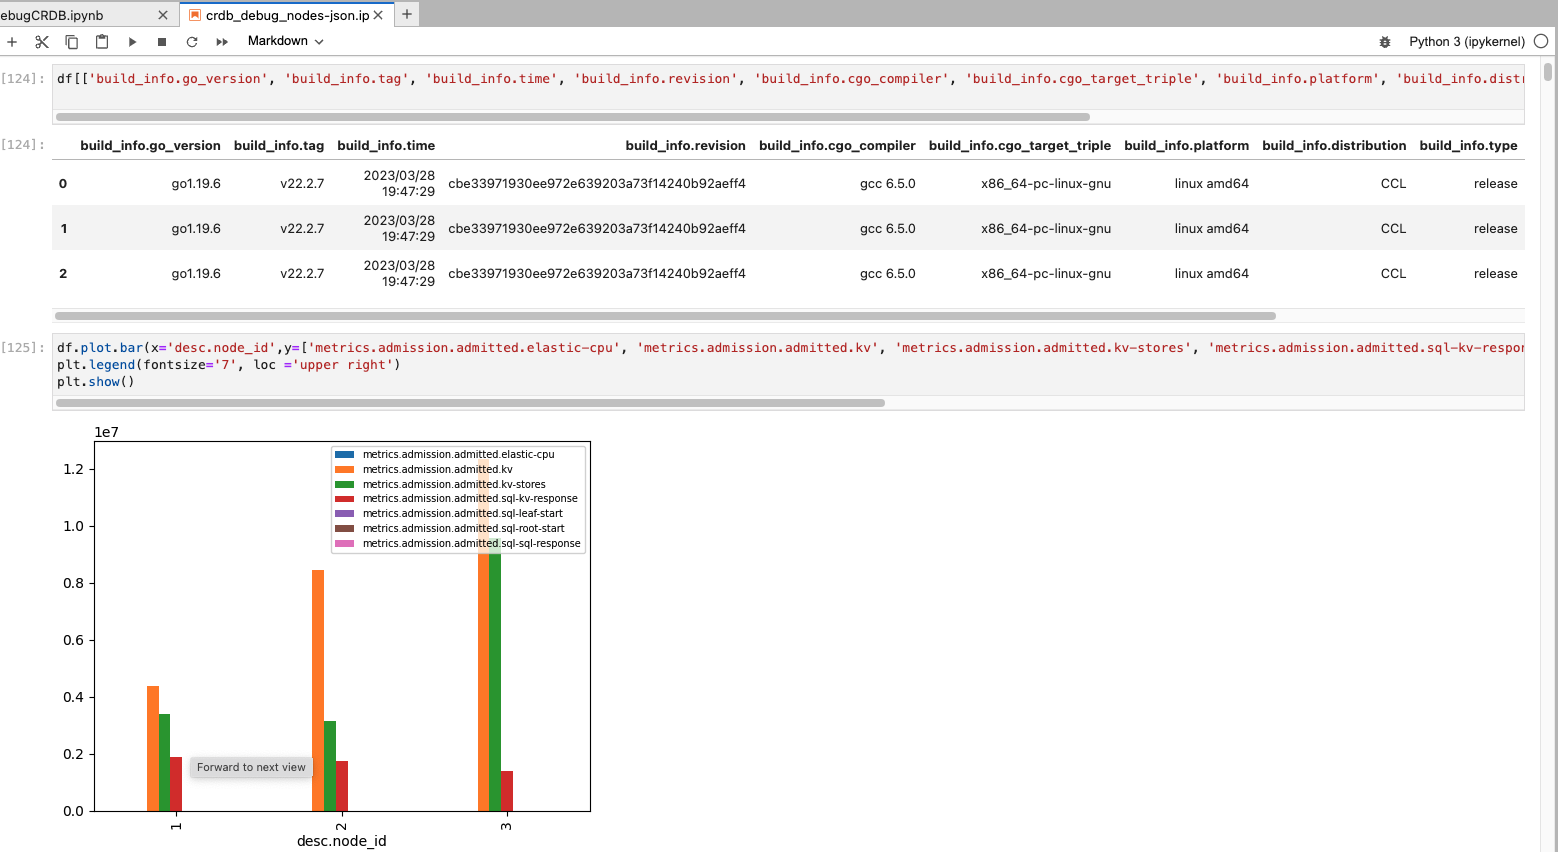 ebugCRDB.ipynb
crdb_debug_nodes-json.ip
Markdown
Python 3 (ipykernel)
[124]:
df[['build_info.go_version', 'build_info.tag', 'build_info.time', 'build_info.revision', 'build_info.cgo_compiler', 'build_info.cgo_target_triple', 'build_info.platform', 'build_info.distr
[124]:
build_info.go_version build_info.tag build_info.time build_info.revision build_info.cgo_compiler build_info.cgo_target_triple build_info.platform build_info.distribution build_info.type
0 go1.19.6 v22.2.7 2023/03/28 19:47:29 cbe33971930ee972e639203a73f14240b92aeff4 gcc 6.5.0 x86_64-pc-linux-gnu linux amd64 CCL release
1 go1.19.6 v22.2.7 2023/03/28 19:47:29 cbe33971930ee972e639203a73f14240b92aeff4 gcc 6.5.0 x86_64-pc-linux-gnu linux amd64 CCL release
2 go1.19.6 v22.2.7 2023/03/28 19:47:29 cbe33971930ee972e639203a73f14240b92aeff4 gcc 6.5.0 x86_64-pc-linux-gnu linux amd64 CCL release
[125]:
df.plot.bar(x='desc.node_id',y=['metrics.admission.admitted.elastic-cpu', 'metrics.admission.admitted.kv', 'metrics.admission.admitted.kv-stores', 'metrics.admission.admitted.sql-kv-respon
plt.legend(fontsize='7', loc ='upper right')
plt.show()
1e7
metrics.admission.admitted.elastic-cpu
metrics.admission.admitted.kv
metrics.admission.admitted.kv-stores
metrics.admission.admitted.sql-kv-response
metrics.admission.admitted.sql-leaf-start
metrics.admission.admitted.sql-root-start
metrics.admission.admitted.sql-sql-response
1.2
1.0
0.8
0.6
0.4
0.2
0.0
Forward to next view
1
2
3
desc.node_id